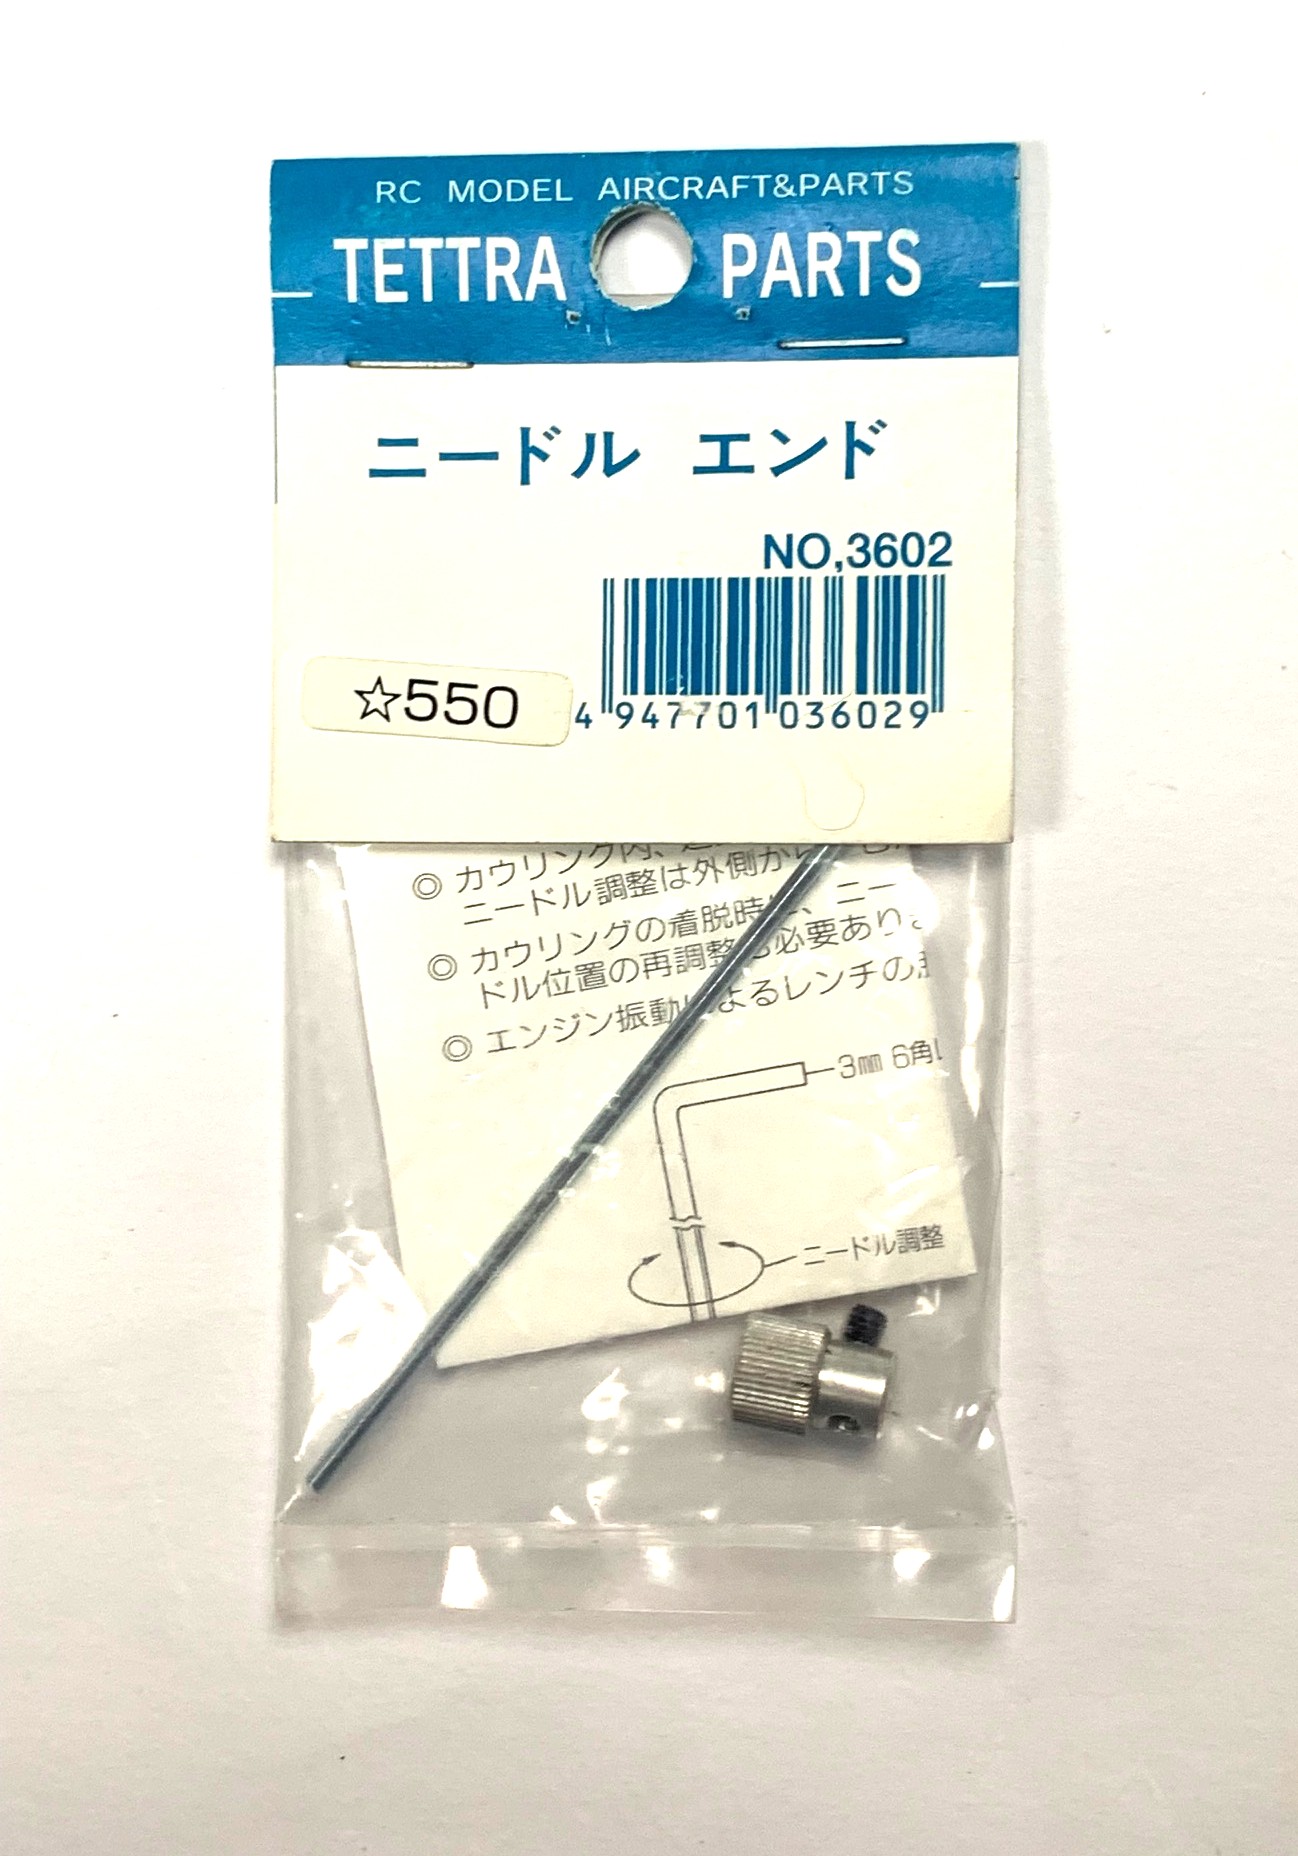 RC MODEL AIRCRAFT&PARTS
TETTRA PARTS
ニードル エンド
NO,3602
☆550
4 947701 036029
◎ カウリング内、
ニードル調整は外側から
◎ カウリングの着脱時に、ニー
ドル位置の再調整も必要あり
◎ エンジン振動によるレンチの
3㎜ 6角
ニードル調整